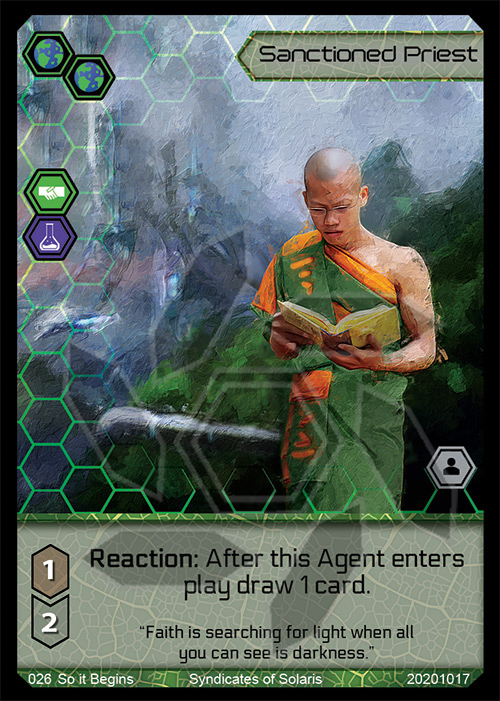 Sanctioned Priest
1
Reaction: After this Agent enters
play draw 1 card.
2
“Faith is searching for light when all
you can see is darkness.”
026 So it Begins Syndicates of Solaris 20201017